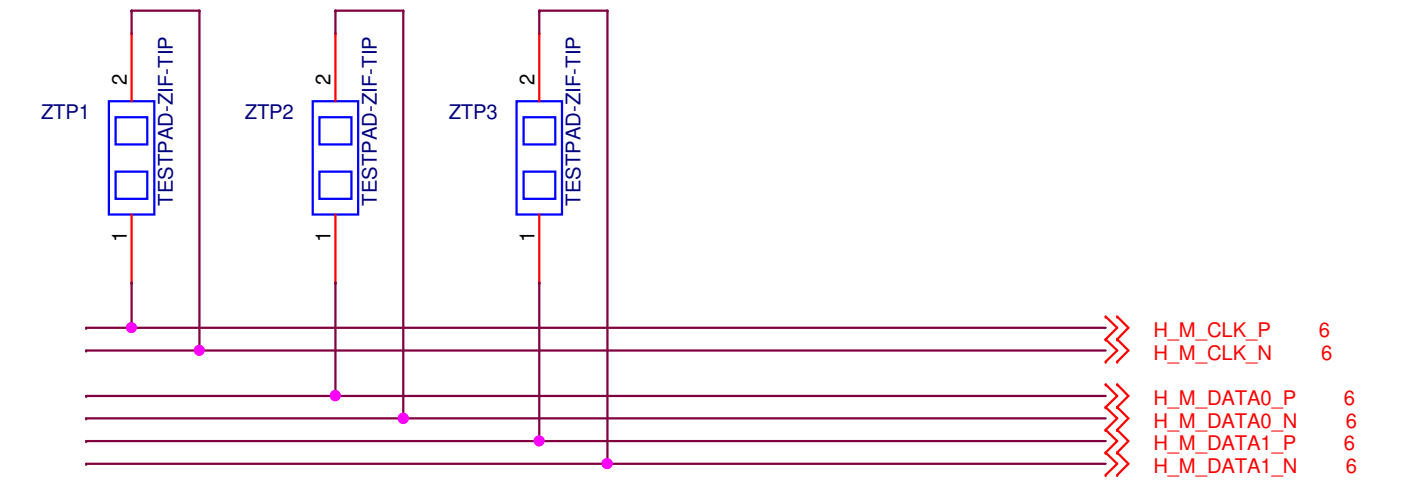 2
TESTPAD-ZIF-TIP
ZTP1
1
2
TESTPAD-ZIF-TIP
ZTP2
1
2
TESTPAD-ZIF-TIP
ZTP3
1
H_M_CLK_P 6
H_M_CLK_N 6
H_M_DATA0_P 6
H_M_DATA0_N 6
H_M_DATA1_P 6
H_M_DATA1_N 6